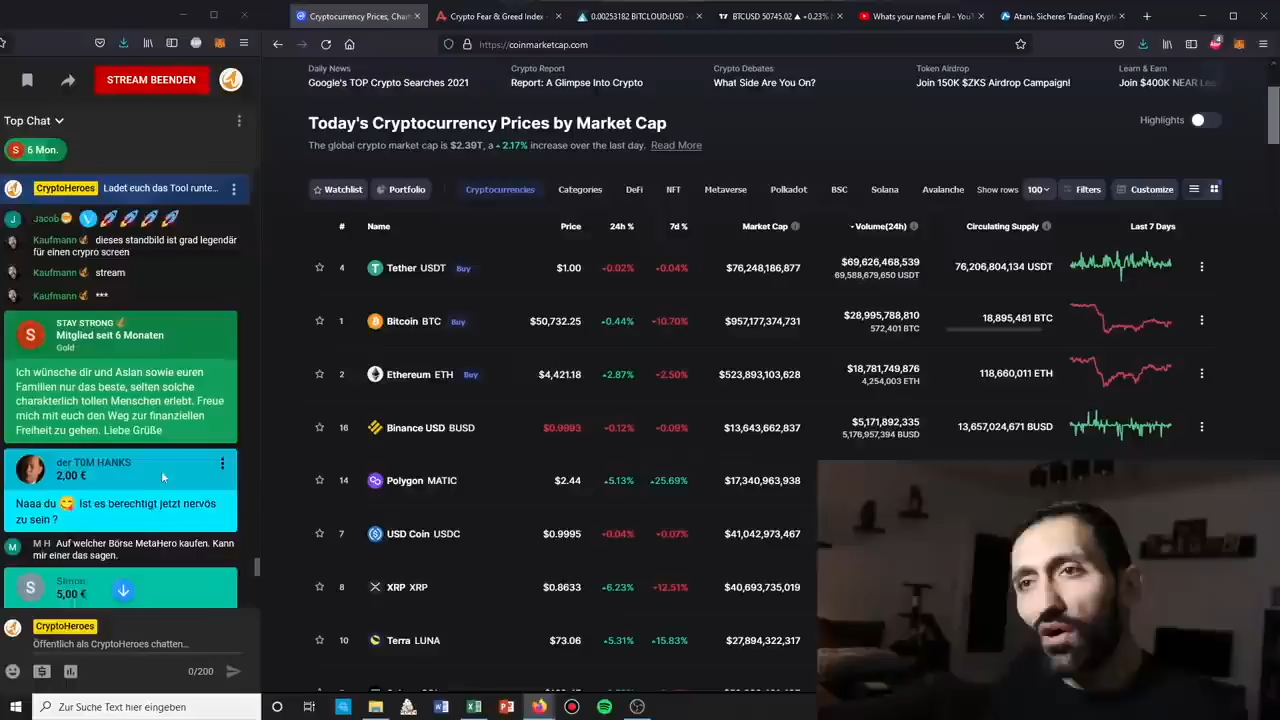 Cryptocurrency Prices, Char
Crypto Fear & Greed Index -
0.00253182 BITCLOUD:USD -
BTCUSD 50745.02 ▲ +0.23%
Whats your name Full - YouT
Atani, Sicheres Trading Krypto
https://coinmarketcap.com
4
STREAM BEENDEN
Daily News
Crypto Report
Crypto Debates
Token Airdrop
Learn & Earn
Google's TOP Crypto Searches 2021
Report: A Glimpse Into Crypto
What Side Are You On?
Join 150K $ZKS Airdrop Campaign!
Join $400K NEAR
Top Chat
S 6 Mon.
CryptoHeroes Ladet euch das Tool runte...
Jacob
Kaufmann dieses standbild ist grad legendär
für einen crypro screen
Kaufmann stream
Kaufmann ***
S
STAY STRONG
Mitglied seit 6 Monaten
Gold
Ich wünsche dir und Aslan sowie euren
Familien nur das beste, selten solche
charakterlich tollen Menschen erlebt. Freue
mich mit euch den Weg zur finanziellen
Freiheit zu gehen. Liebe Grüße
der T0M HANKS
2,00 €
Naaa du 😋 Ist es berechtigt jetzt nervös
zu sein ?
M H Auf welcher Börse MetaHero kaufen. Kann
mir einer das sagen.
S
Simon
5,00 €
CryptoHeroes
Öffentlich als CryptoHeroes chatten...
0/200
Today's Cryptocurrency Prices by Market Cap
Highlights
The global crypto market cap is $2.39T, a 2.17% increase over the last day. Read More
Watchlist Portfolio Cryptocurrencies Categories DeFi NFT Metaverse Polkadot BSC Solana Avalanche Show rows 100 Filters Customize
# Name Price 24h % 7d % Market Cap Volume(24h) Circulating Supply Last 7 Days
4 Tether USDT Buy $1.00 -0.02% -0.04% $76,248,186,877 $69,626,468,539 76,206,804,134 USDT
69,588,679,650 USDT
1 Bitcoin BTC Buy $50,732.25 0.44% -10.70% $957,177,374,731 $28,995,788,810 18,895,481 BTC
572,401 BTC
2 Ethereum ETH Buy $4,421.18 2.87% -2.50% $523,893,103,628 $18,781,749,876 118,660,011 ETH
4,254,003 ETH
16 Binance USD BUSD $0.9993 -0.12% -0.09% $13,643,662,837 $5,171,892,335 13,657,024,671 BUSD
5,176,957,394 BUSD
14 Polygon MATIC $2.44 5.13% 25.69% $17,340,963,938
7 USD Coin USDC $0.9995 -0.04% -0.07% $41,042,973,467
8 XRP XRP $0.8633 6.23% -12.51% $40,693,735,019
10 Terra LUNA $73.06 5.31% 15.83% $27,894,322,317
Zur Suche Text hier eingeben